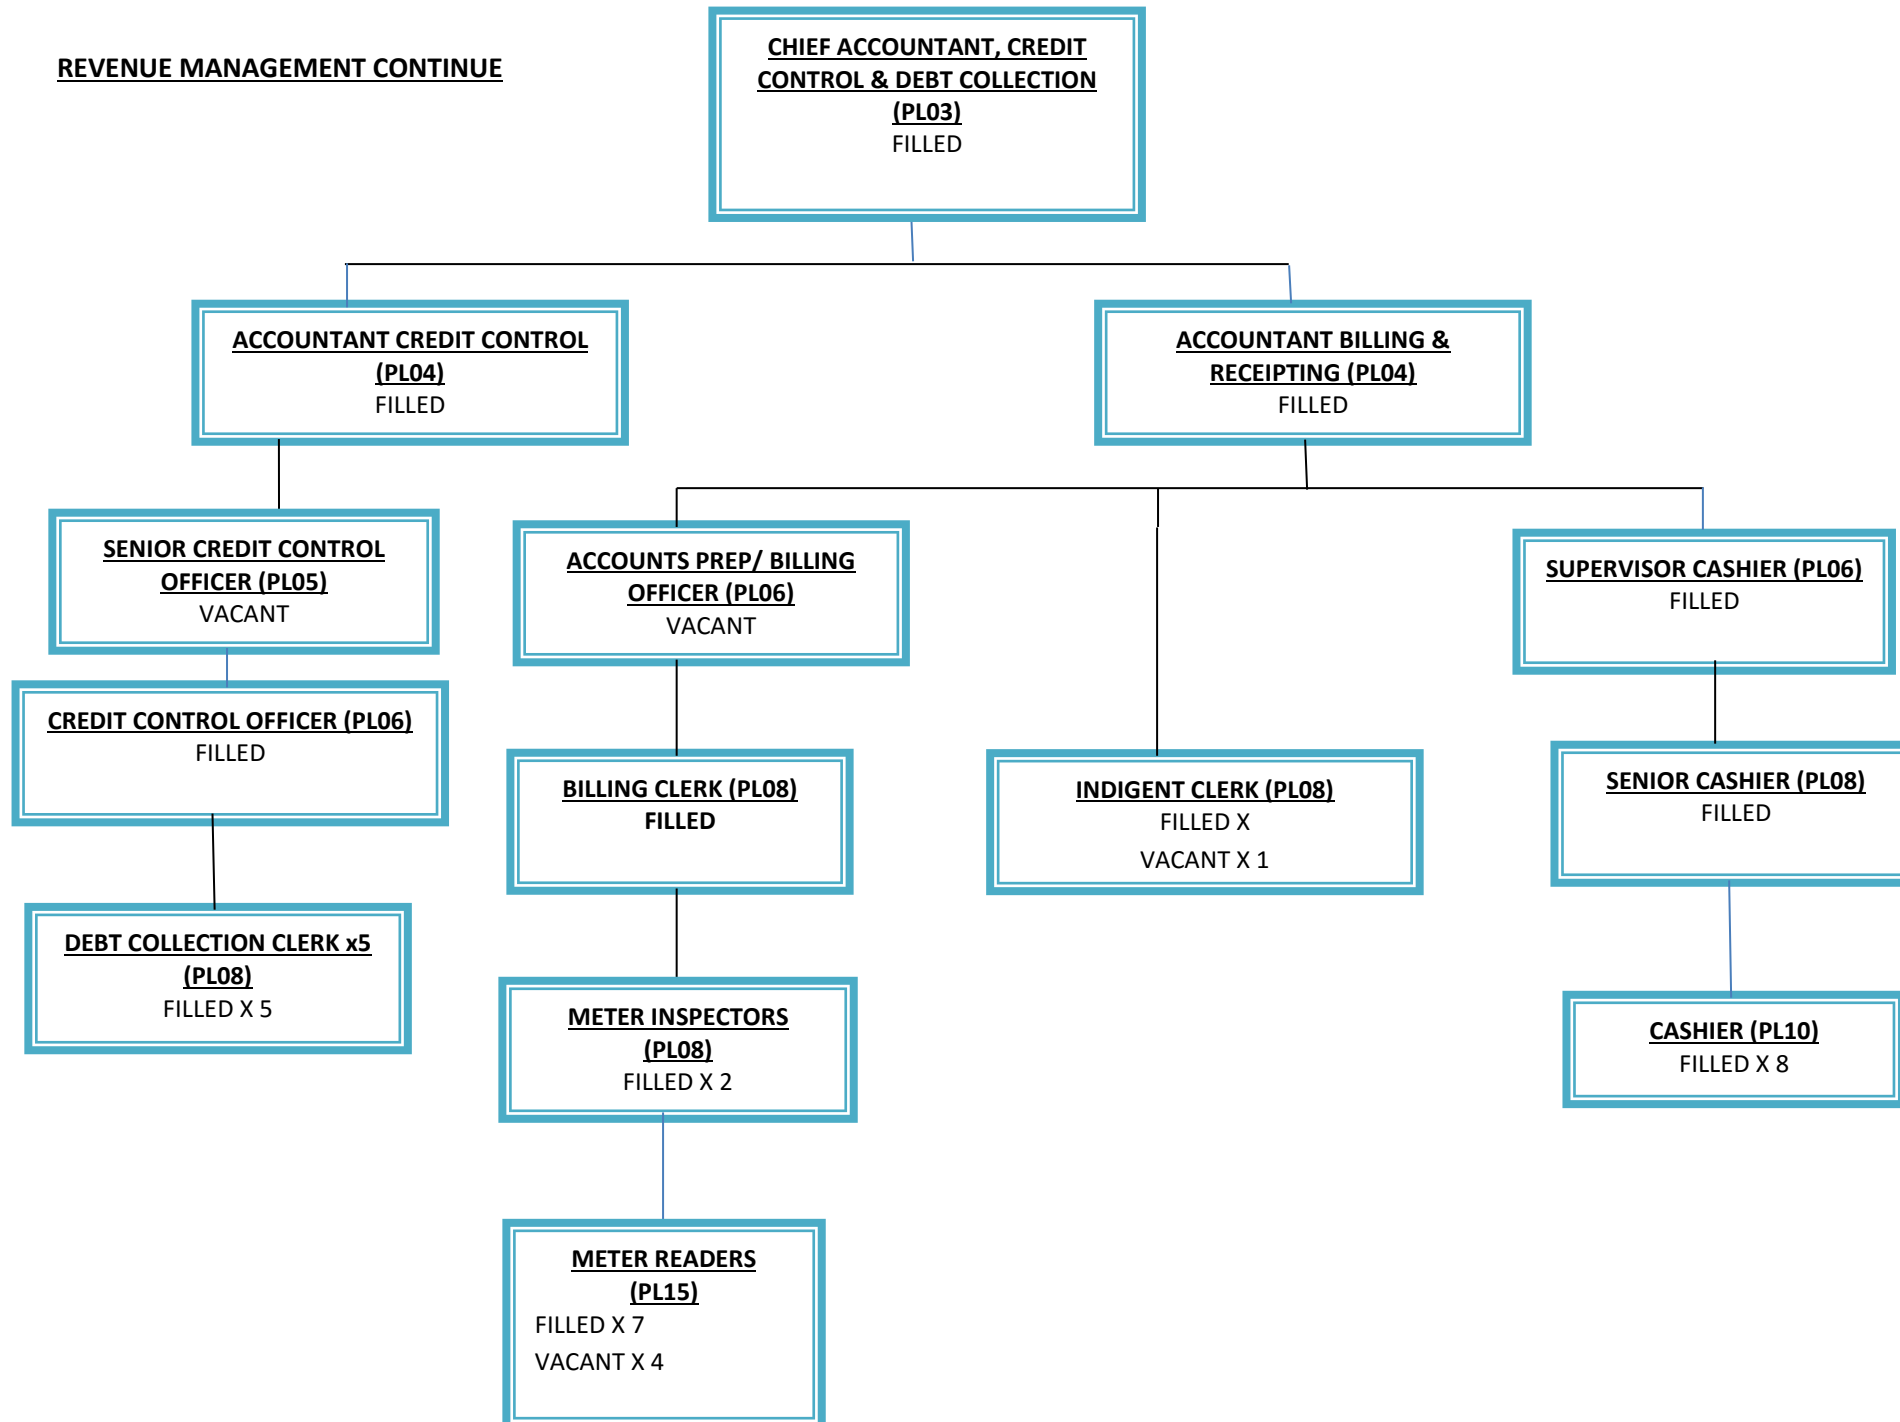 REVENUE MANAGEMENT CONTINUE
CHIEF ACCOUNTANT, CREDIT
CONTROL & DEBT COLLECTION
(PL03)
FILLED
ACCOUNTANT CREDIT CONTROL
(PL04)
FILLED
ACCOUNTANT BILLING &
RECEIPTING (PL04)
FILLED
SENIOR CREDIT CONTROL
OFFICER (PL05)
VACANT
ACCOUNTS PREP/ BILLING
OFFICER (PL06)
VACANT
SUPERVISOR CASHIER (PL06)
FILLED
CREDIT CONTROL OFFICER (PL06)
FILLED
BILLING CLERK (PL08)
FILLED
INDIGENT CLERK (PL08)
FILLED X
VACANT X 1
SENIOR CASHIER (PL08)
FILLED
DEBT COLLECTION CLERK x5
(PL08)
FILLED X 5
METER INSPECTORS
(PL08)
FILLED X 2
CASHIER (PL10)
FILLED X 8
METER READERS
(PL15)
FILLED X 7
VACANT X 4